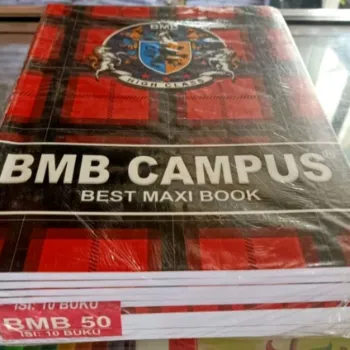 BMB
HIGH CLASS
BMB CAMPUS
BEST MAXI BOOK
ISI: 10 BUKU
BMB 50
ISI: 10 BUKU